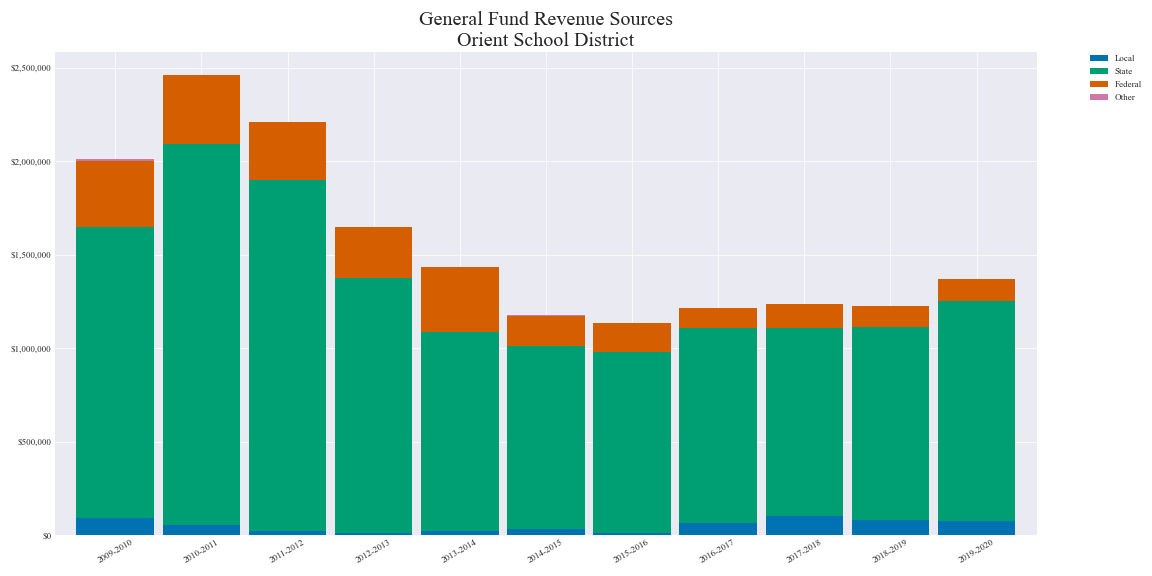 General Fund Revenue Sources
Orient School District
Local
State
Federal
Other
$2,500,000
$2,000,000
$1,500,000
$1,000,000
$500,000
$0
2009-2010
2010-2011
2011-2012
2012-2013
2013-2014
2014-2015
2015-2016
2016-2017
2017-2018
2018-2019
2019-2020